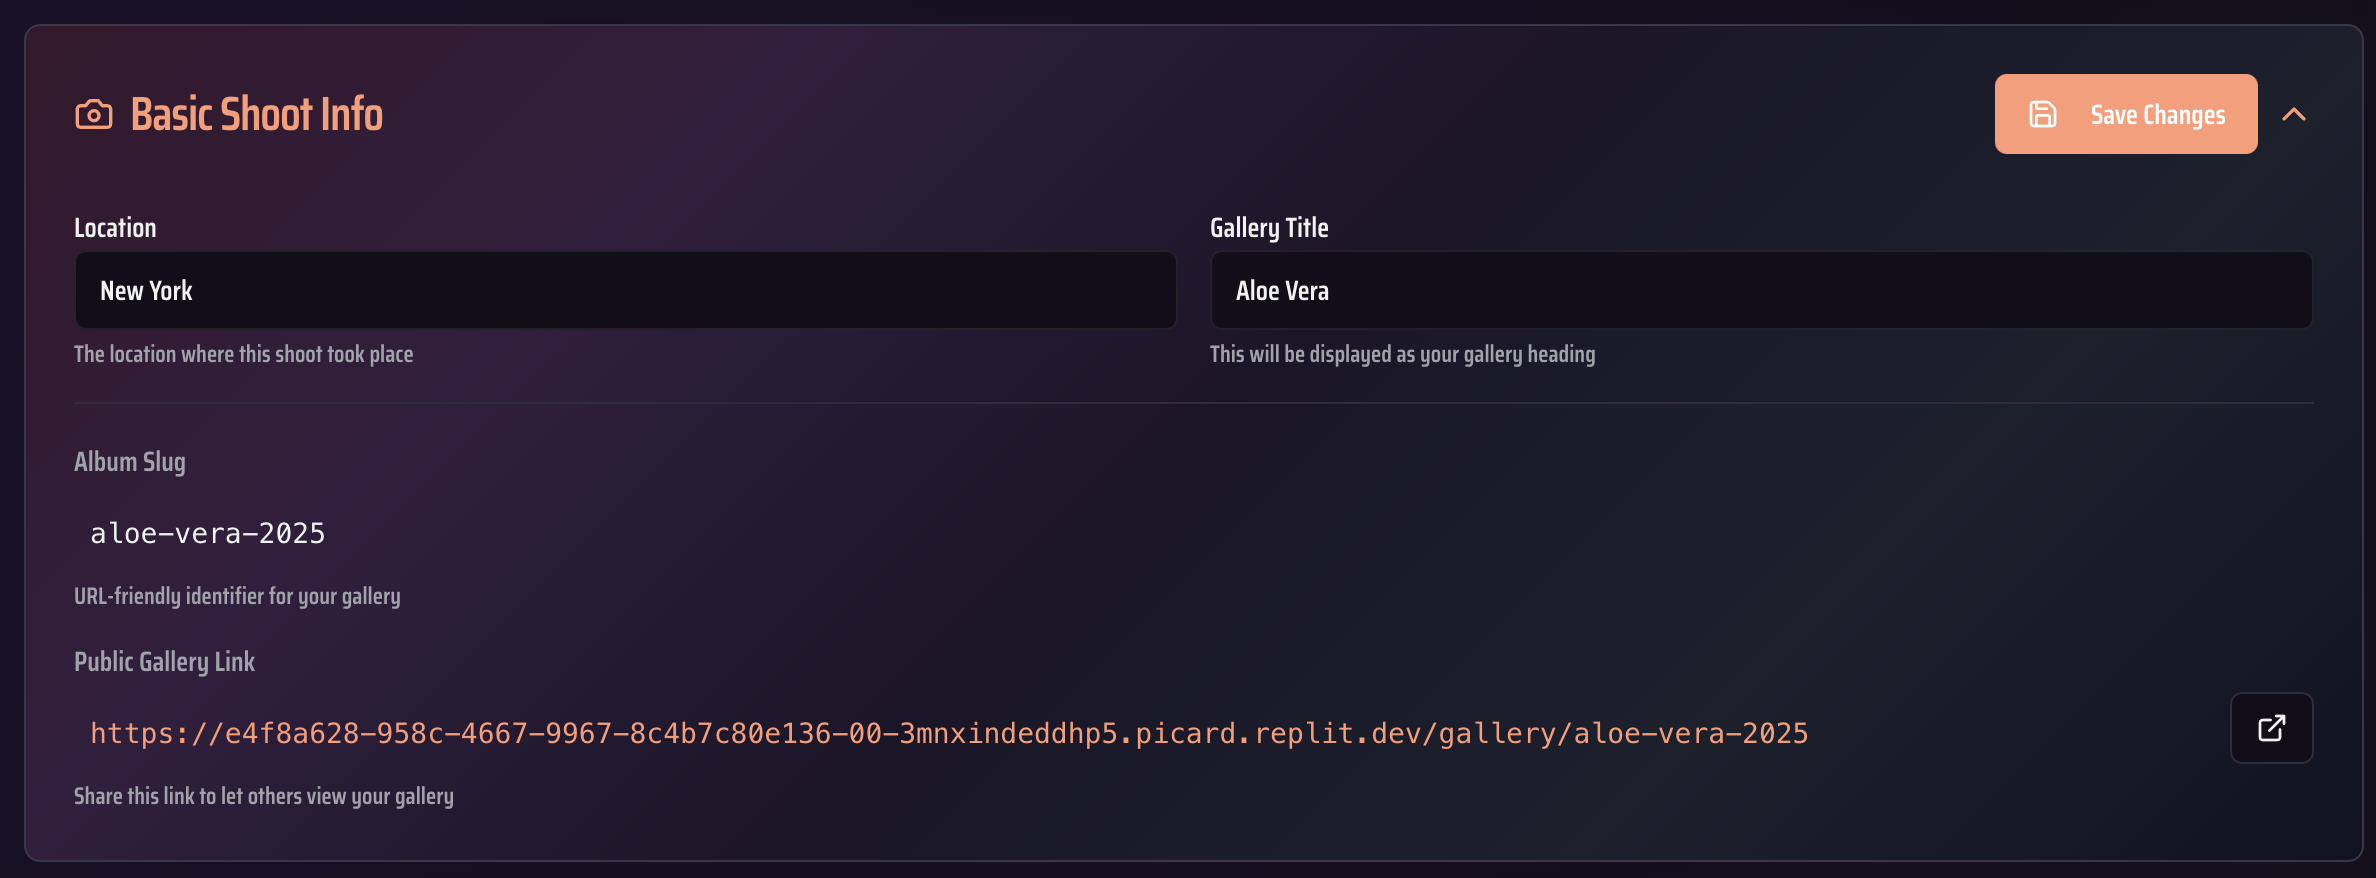 Basic Shoot Info
Save Changes
Location
Gallery Title
New York
Aloe Vera
The location where this shoot took place
This will be displayed as your gallery heading
Album Slug
aloe-vera-2025
URL-friendly identifier for your gallery
Public Gallery Link
https://e4f8a628-958c-4667-9967-8c4b7c80e136-00-3mnxindeddhp5.picard.replit.dev/gallery/aloe-vera-2025
Share this link to let others view your gallery